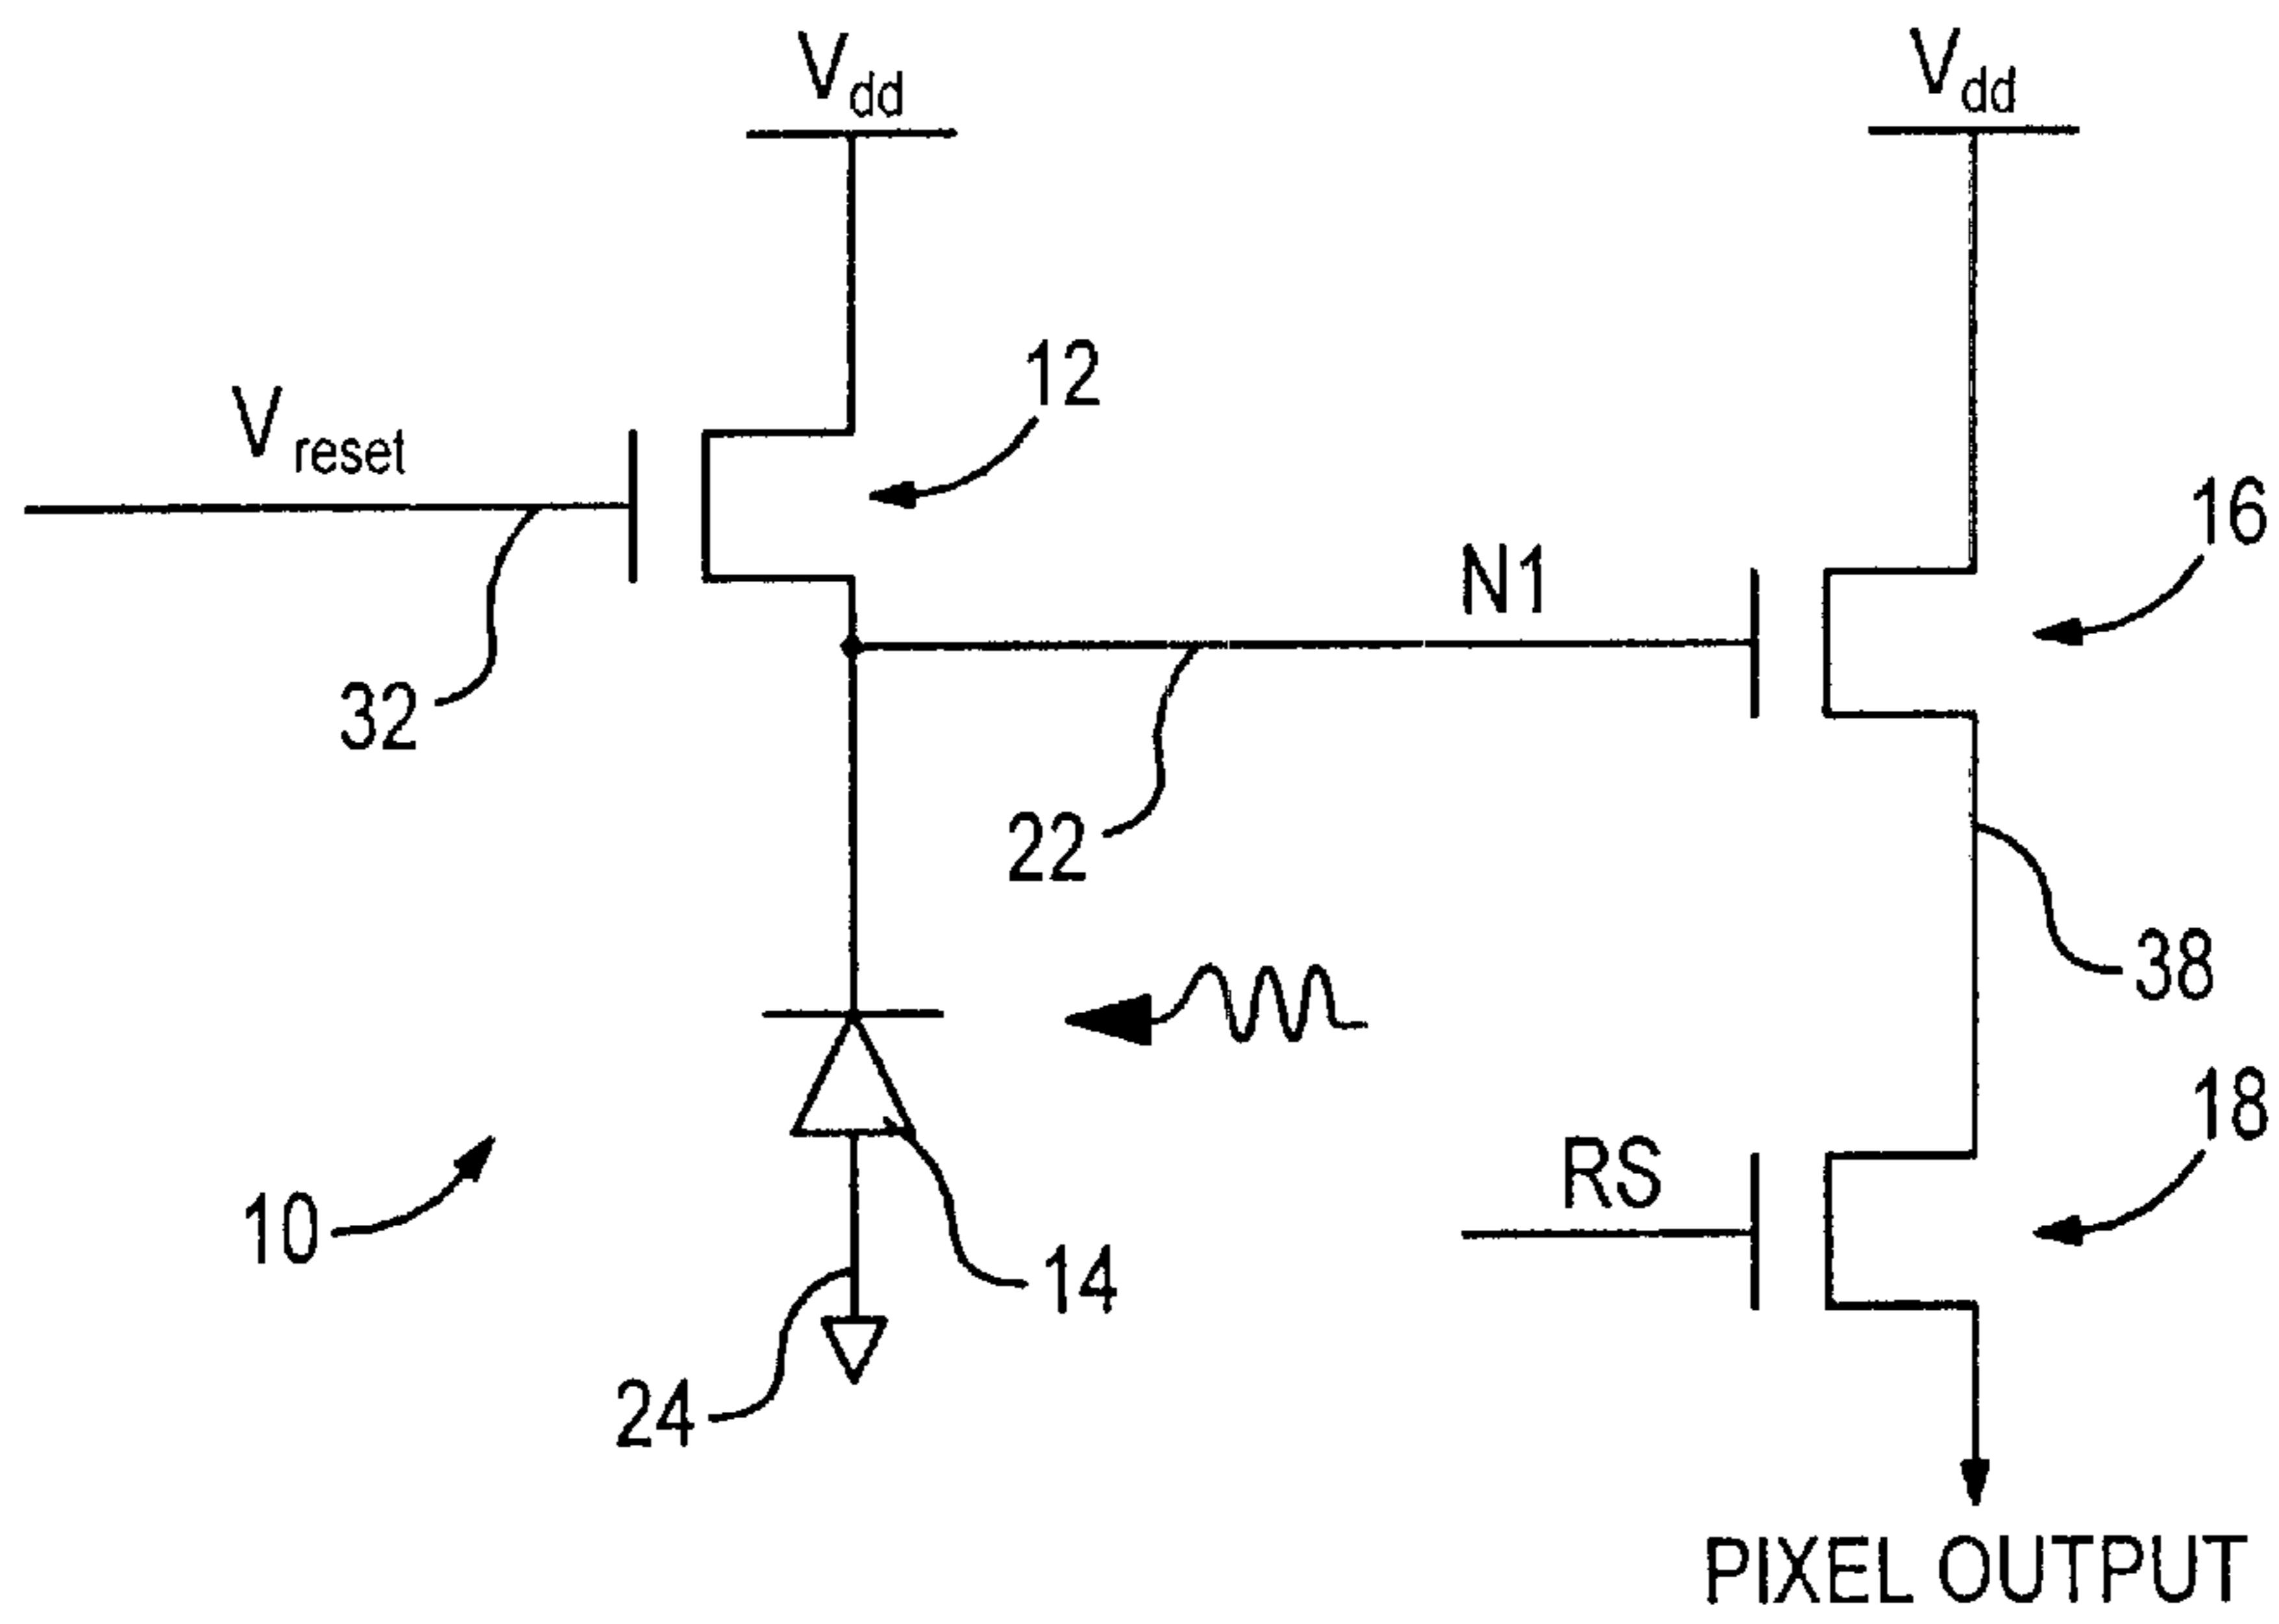 Vdd
Vdd
Vreset
12
16
N1
32
22
38
18
RS
10
14
24
PIXEL OUTPUT